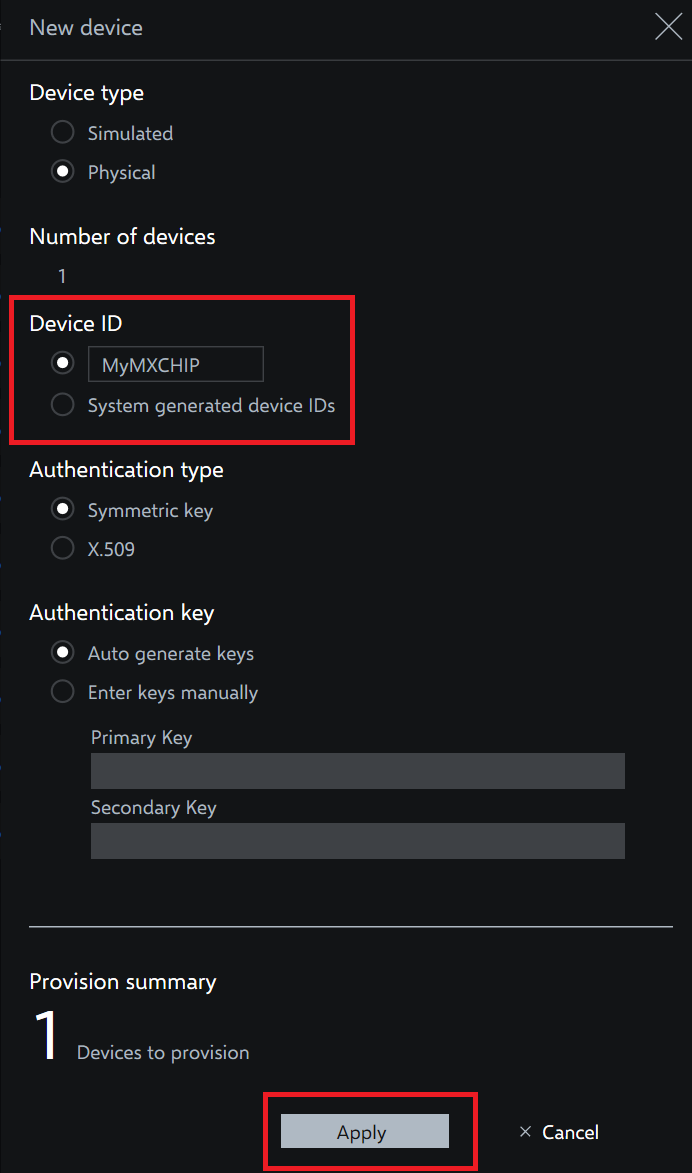 New device
Device type
Simulated
Physical
Number of devices
1
Device ID
MyMXCHIP
System generated device IDs
Authentication type
Symmetric key
X.509
Authentication key
Auto generate keys
Enter keys manually
Primary Key
Secondary Key
Provision summary
1 Devices to provision
Apply × Cancel